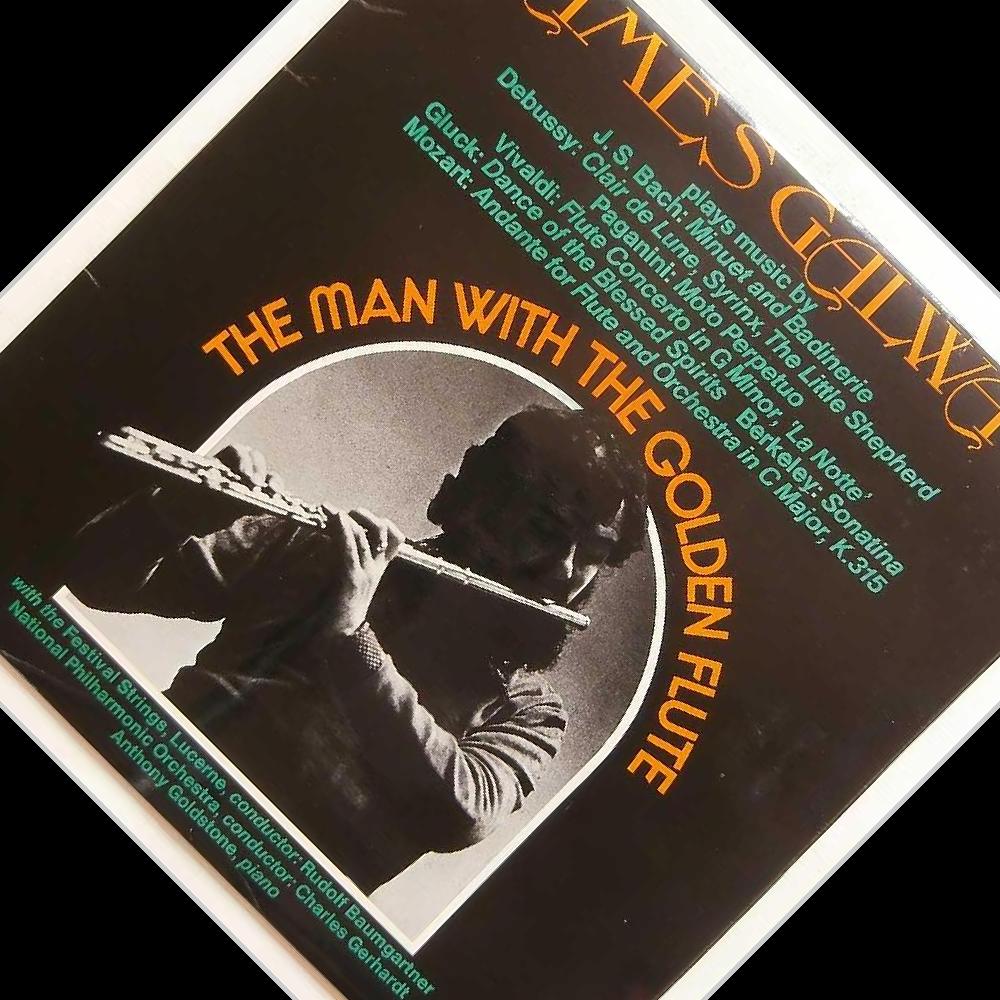 JAMES GALWA
plays music by
J. S. Bach: Minuet and Badinerie
Debussy: Clair de Lune, Syrinx, The Little Shepherd
Paganini: Moto Perpetuo
Vivaldi: Flute Concerto in G Minor, 'La Notte'
Gluck: Dance of the Blessed Spirits Berkeley: Sonatina
Mozart: Andante for Flute and Orchestra in C Major, K.315
THE MAN WITH THE GOLDEN FLUTE
with the Festival Strings, Lucerne, conductor: Rudolf Baumgartner
National Philharmonic Orchestra, conductor: Charles Gerhardt
Anthony Goldstone, piano